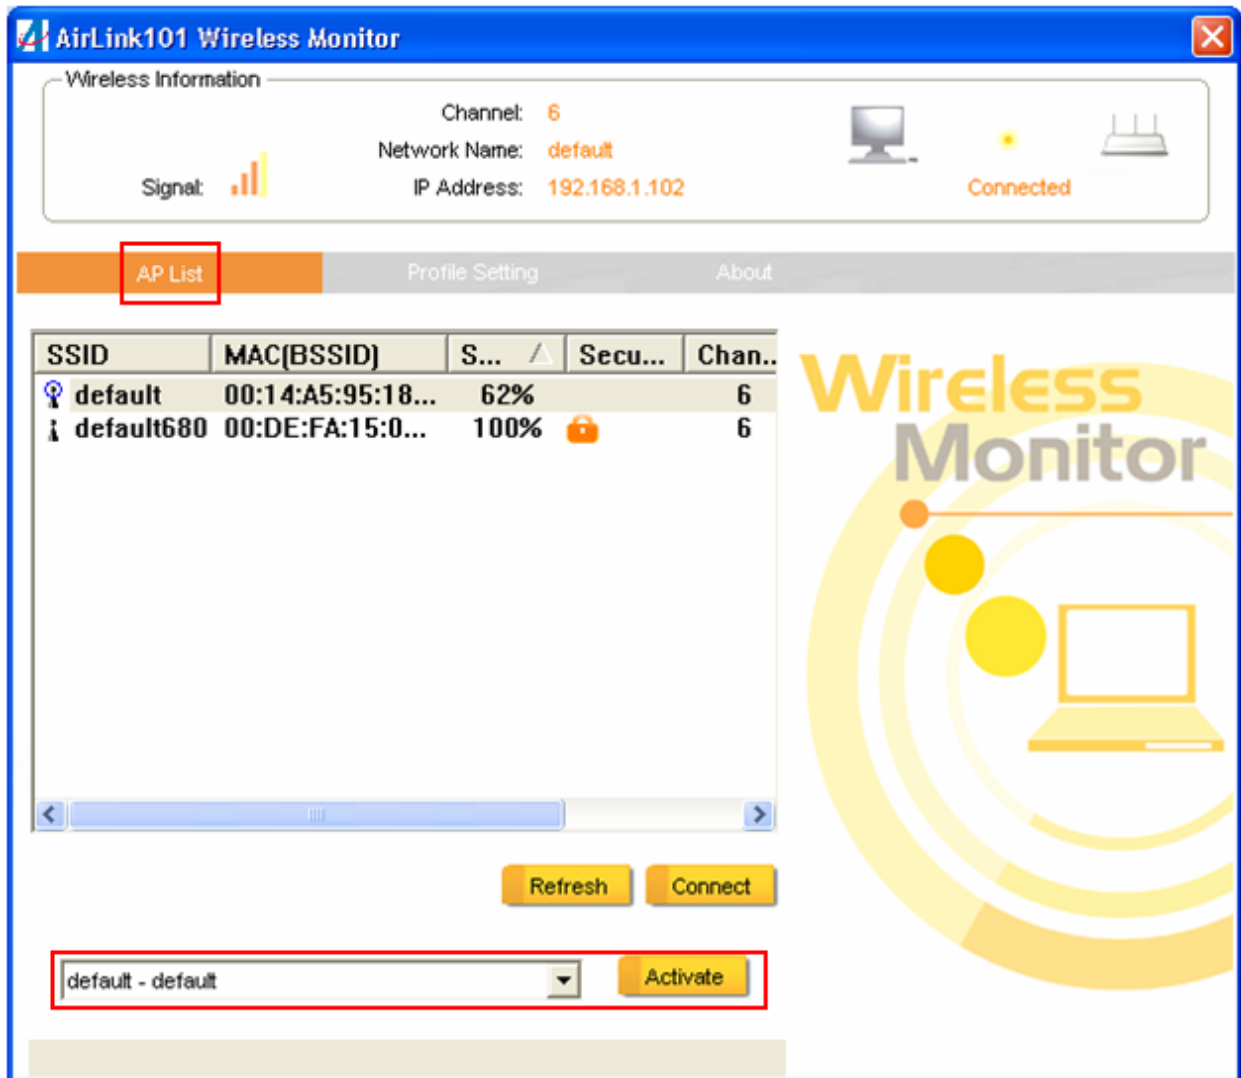 AirLink101 Wireless Monitor
Wireless Information
Channel: 6
Network Name: default
Signal: IP Address: 192.168.1.102
Connected
AP List Profile Setting About
SSID MAC(BSSID) S... Secu... Chan..
default 00:14:A5:95:18... 62% 6
default680 00:DE:FA:15:0... 100% 6
Wireless
Monitor
Refresh Connect
default - default Activate